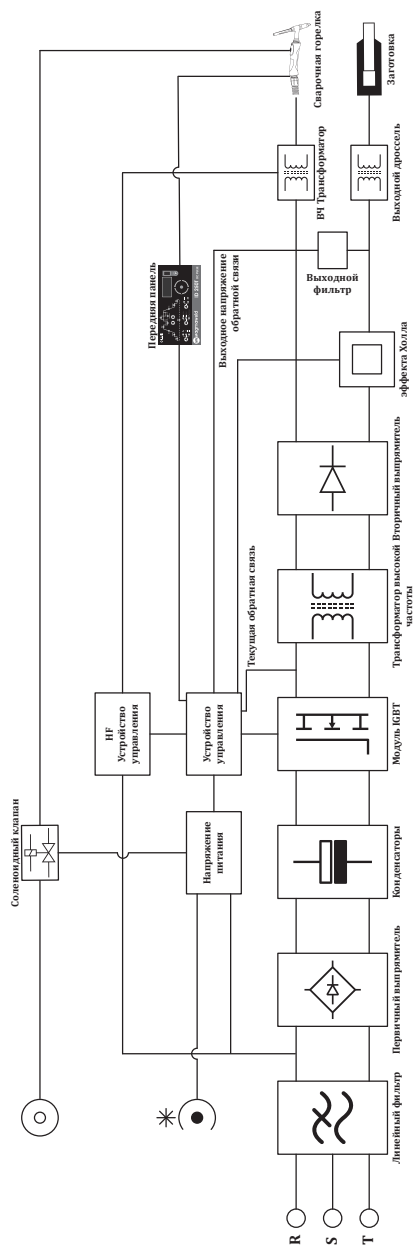 Сварочная горелка
Заготовка
ВЧ Трансформатор
Выходной дроссель
Передняя панель
Выходное напряжение
обратной связи
Выходной
фильтр
эффекта Холла
Вторичный выпрямитель
Трансформатор высокой
частоты
Текущая обратная связь
HF
Устройство
управления
Устройство
управления
Модуль IGBT
Соленоидный клапан
Напряжение
питания
Конденсаторы
Первичный выпрямитель
Линейный фильтр
R
S
T